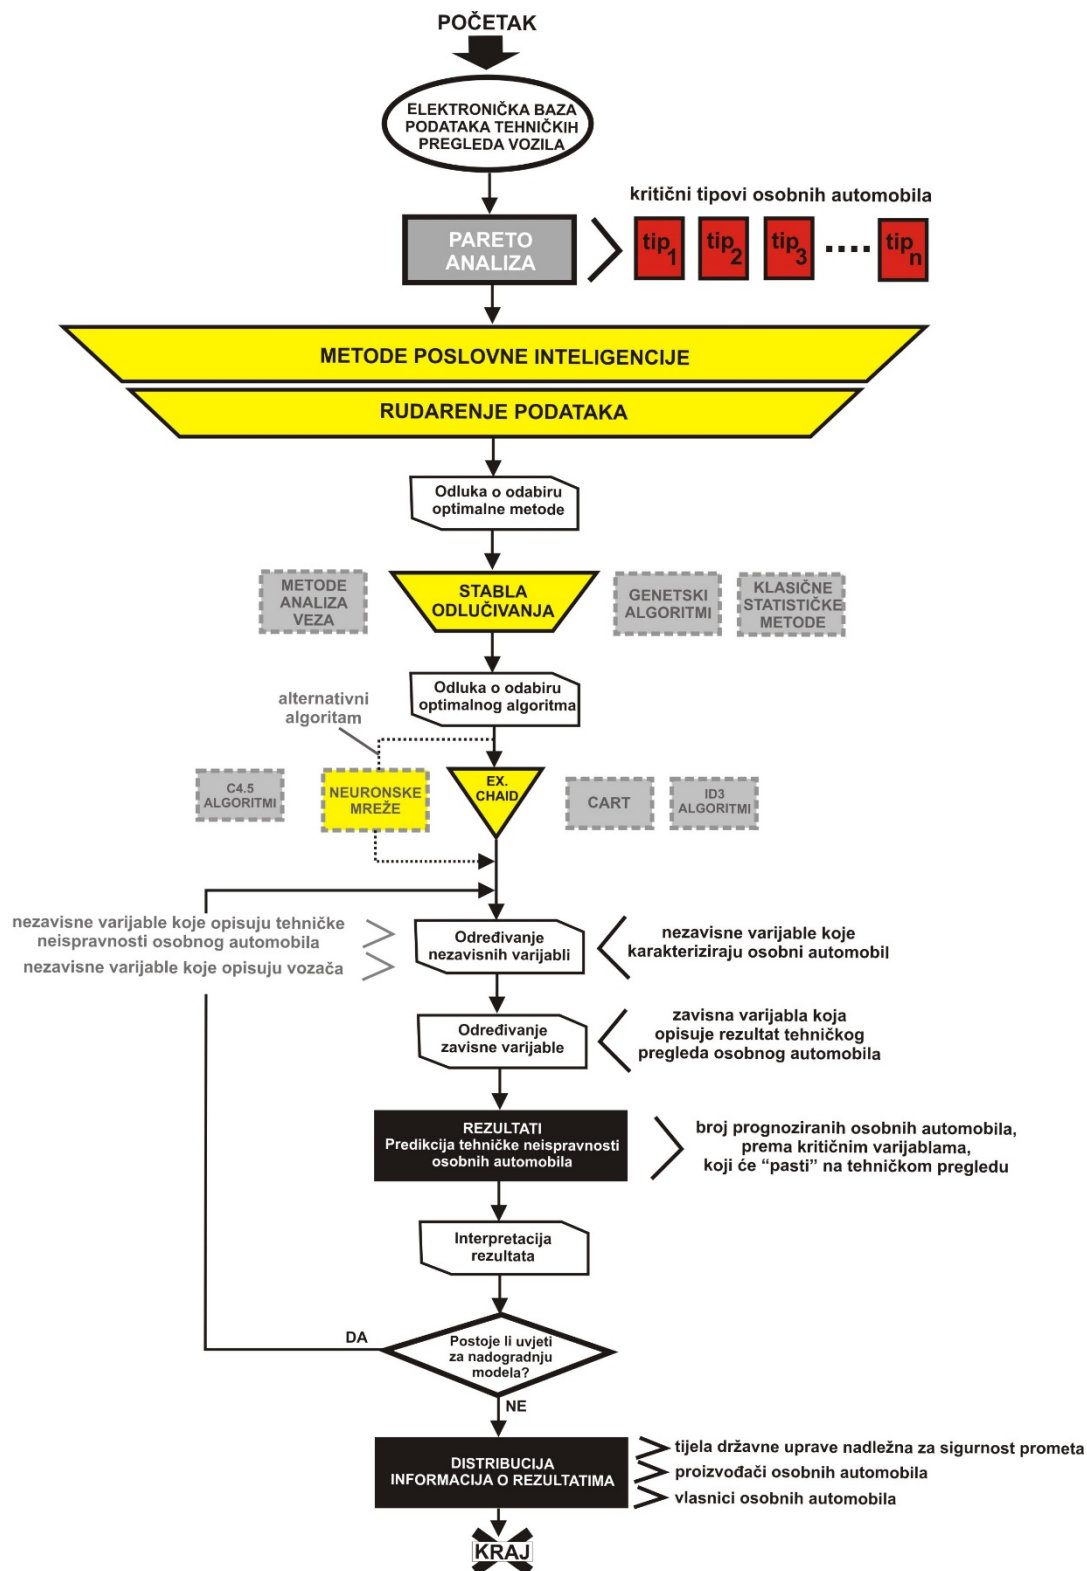 POČETAK
ELEKTRONIČKA BAZA
PODATAKA TEHNIČKIH
PREGLEDA VOZILA
kritični tipovi osobnih automobila
PARETO
ANALIZA
tip1
tip2
tip3
....
tipn
METODE POSLOVNE INTELIGENCIJE
RUDARENJE PODATAKA
Odluka o odabiru
optimalne metode
METODE
ANALIZA
VEZA
STABLA
ODLUČIVANJA
GENETSKI
ALGORITMI
KLASIČNE
STATISTIČKE
METODE
Odluka o odabiru
optimalnog algoritma
alternativni
algoritam
C4.5
ALGORITMI
NEURONSKE
MREŽE
EX.
CHAID
CART
ID3
ALGORITMI
nezavisne varijable koje opisuju tehničke
neispravnosti osobnog automobila
nezavisne varijable koje opisuju vozača
Određivanje
nezavisnih varijabli
nezavisne varijable koje
karakteriziraju osobni automobil
Određivanje
zavisne varijable
zavisna varijabla koja
opisuje rezultat tehničkog
pregleda osobnog automobila
REZULTATI
Predikcija tehničke neispravnosti
osobnih automobila
broj prognoziranih osobnih automobila,
prema kritičnim varijablama,
koji će “pasti” na tehničkom pregledu
Interpretacija
rezultata
DA
Postoje li uvjeti
za nadogradnju
modela?
NE
DISTRIBUCIJA
INFORMACIJA O REZULTATIMA
tijela državne uprave nadležna za sigurnost prometa
proizvođači osobnih automobila
vlasnici osobnih automobila
KRAJ